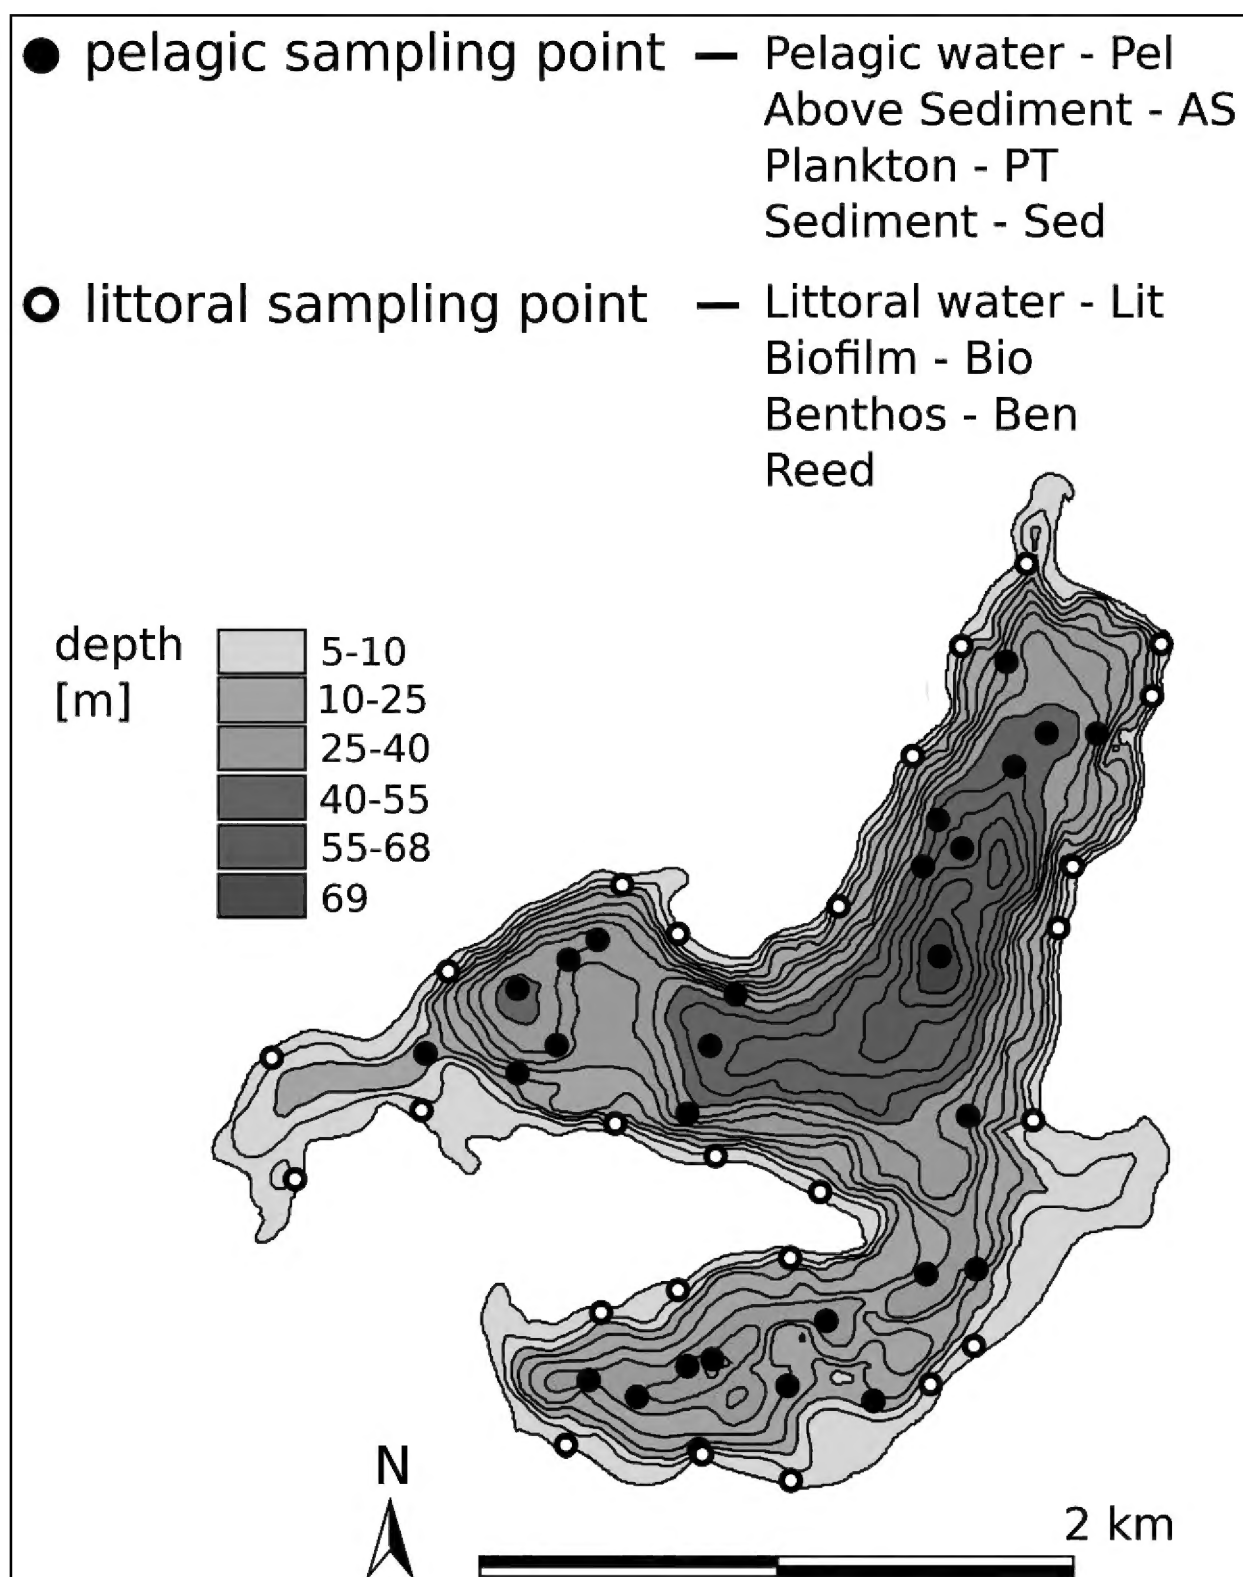 pelagic sampling point — Pelagic water - Pel
Above Sediment - AS
Plankton - PT
Sediment - Sed
littoral sampling point — Littoral water - Lit
Biofilm - Bio
Benthos - Ben
Reed
depth
[m]
5-10
10-25
25-40
40-55
55-68
69
N
2 km